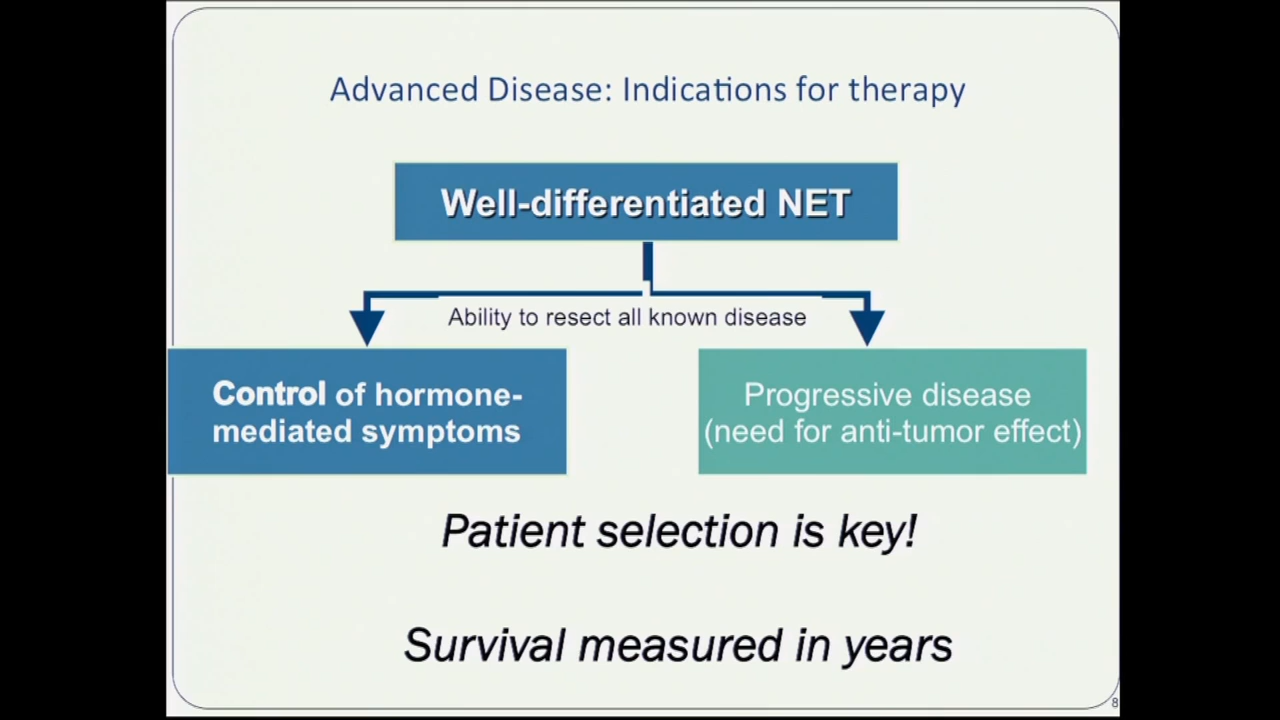 Advanced Disease: Indications for therapy
Well-differentiated NET
Ability to resect all known disease
Control of hormone-
mediated symptoms
Progressive disease
(need for anti-tumor effect)
Patient selection is key!
Survival measured in years
8